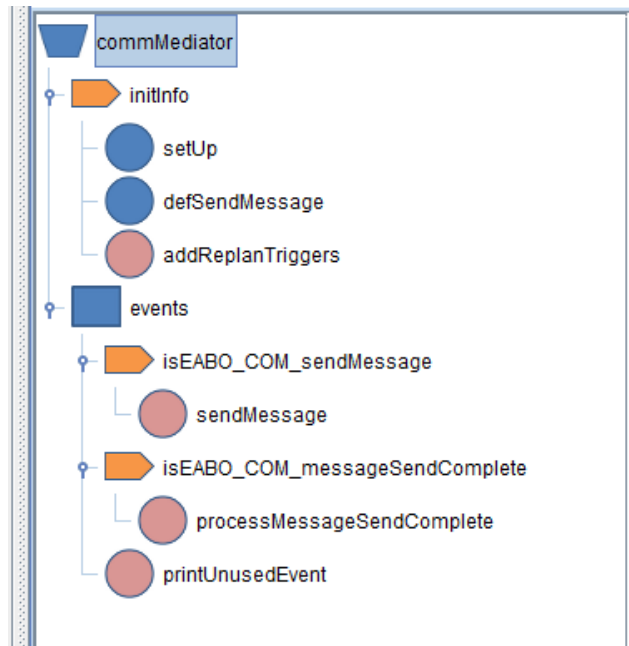 commMediator
initInfo
setUp
defSendMessage
addReplanTriggers
events
isEABO_COM_sendMessage
sendMessage
isEABO_COM_messageSendComplete
processMessageSendComplete
printUnusedEvent